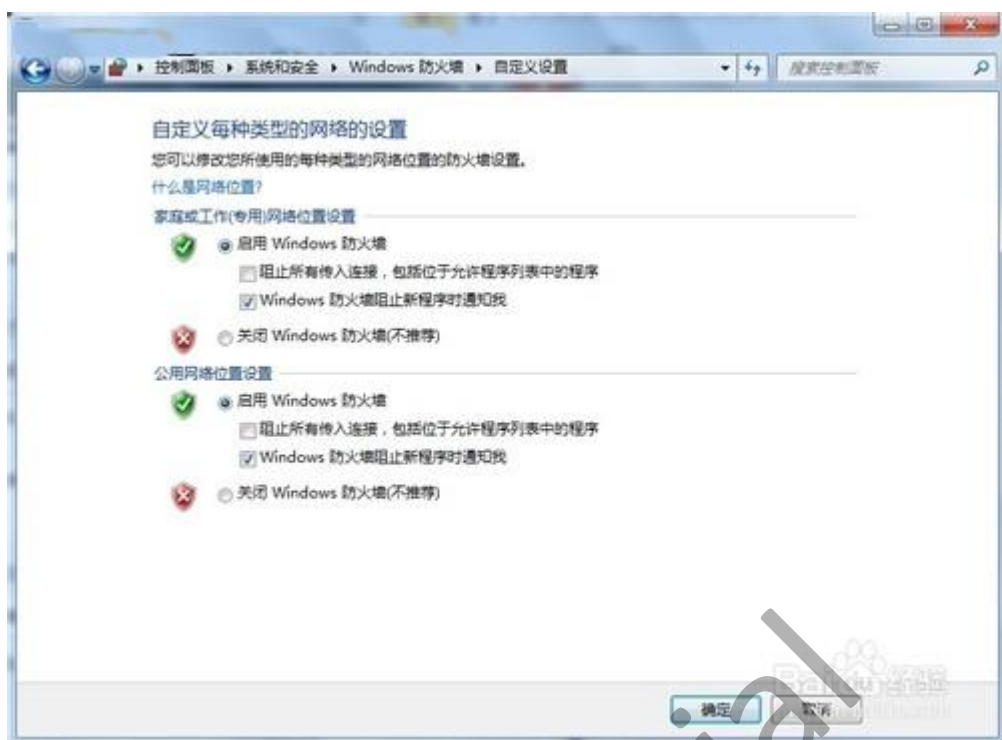 控制面板 ▸ 系统和安全 ▸ Windows 防火墙 ▸ 自定义设置
搜索控制面板
自定义每种类型的网络的设置
您可以修改您所使用的每种类型的网络位置的防火墙设置。
什么是网络位置?
家庭或工作(专用)网络位置设置
启用 Windows 防火墙
阻止所有传入连接，包括位于允许程序列表中的程序
Windows 防火墙阻止新程序时通知我
关闭 Windows 防火墙(不推荐)
公用网络位置设置
启用 Windows 防火墙
阻止所有传入连接，包括位于允许程序列表中的程序
Windows 防火墙阻止新程序时通知我
关闭 Windows 防火墙(不推荐)
Baidu 经验
确定
取消